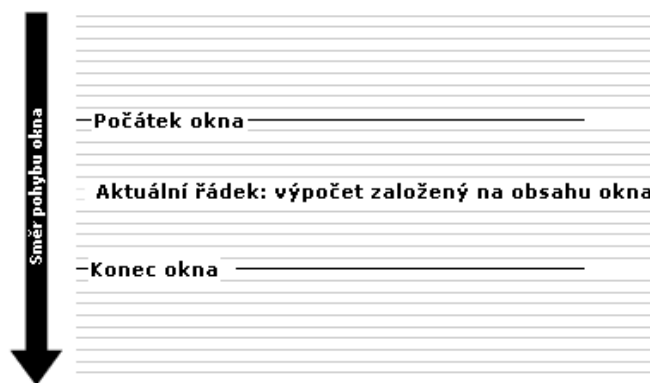 Směr pohybu okna
Počátek okna
Aktuální řádek: výpočet založený na obsahu okna
Konec okna